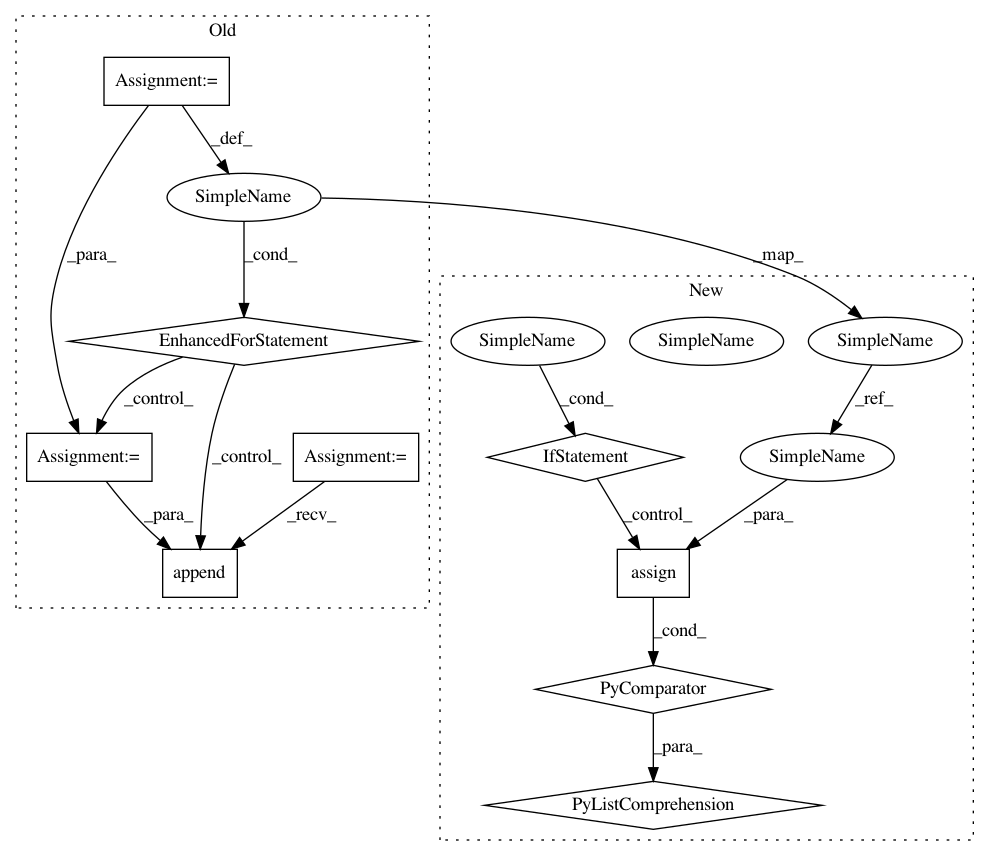 Old
Assignment:=
_def_
SimpleName
_para_
_cond_
_map_
New
EnhancedForStatement
SimpleName
SimpleName
SimpleName
_control_
_cond_
_ref_
Assignment:=
_control_
Assignment:=
IfStatement
SimpleName
_para_
_recv_
_control_
_para_
append
assign
_cond_
PyComparator
_para_
PyListComprehension